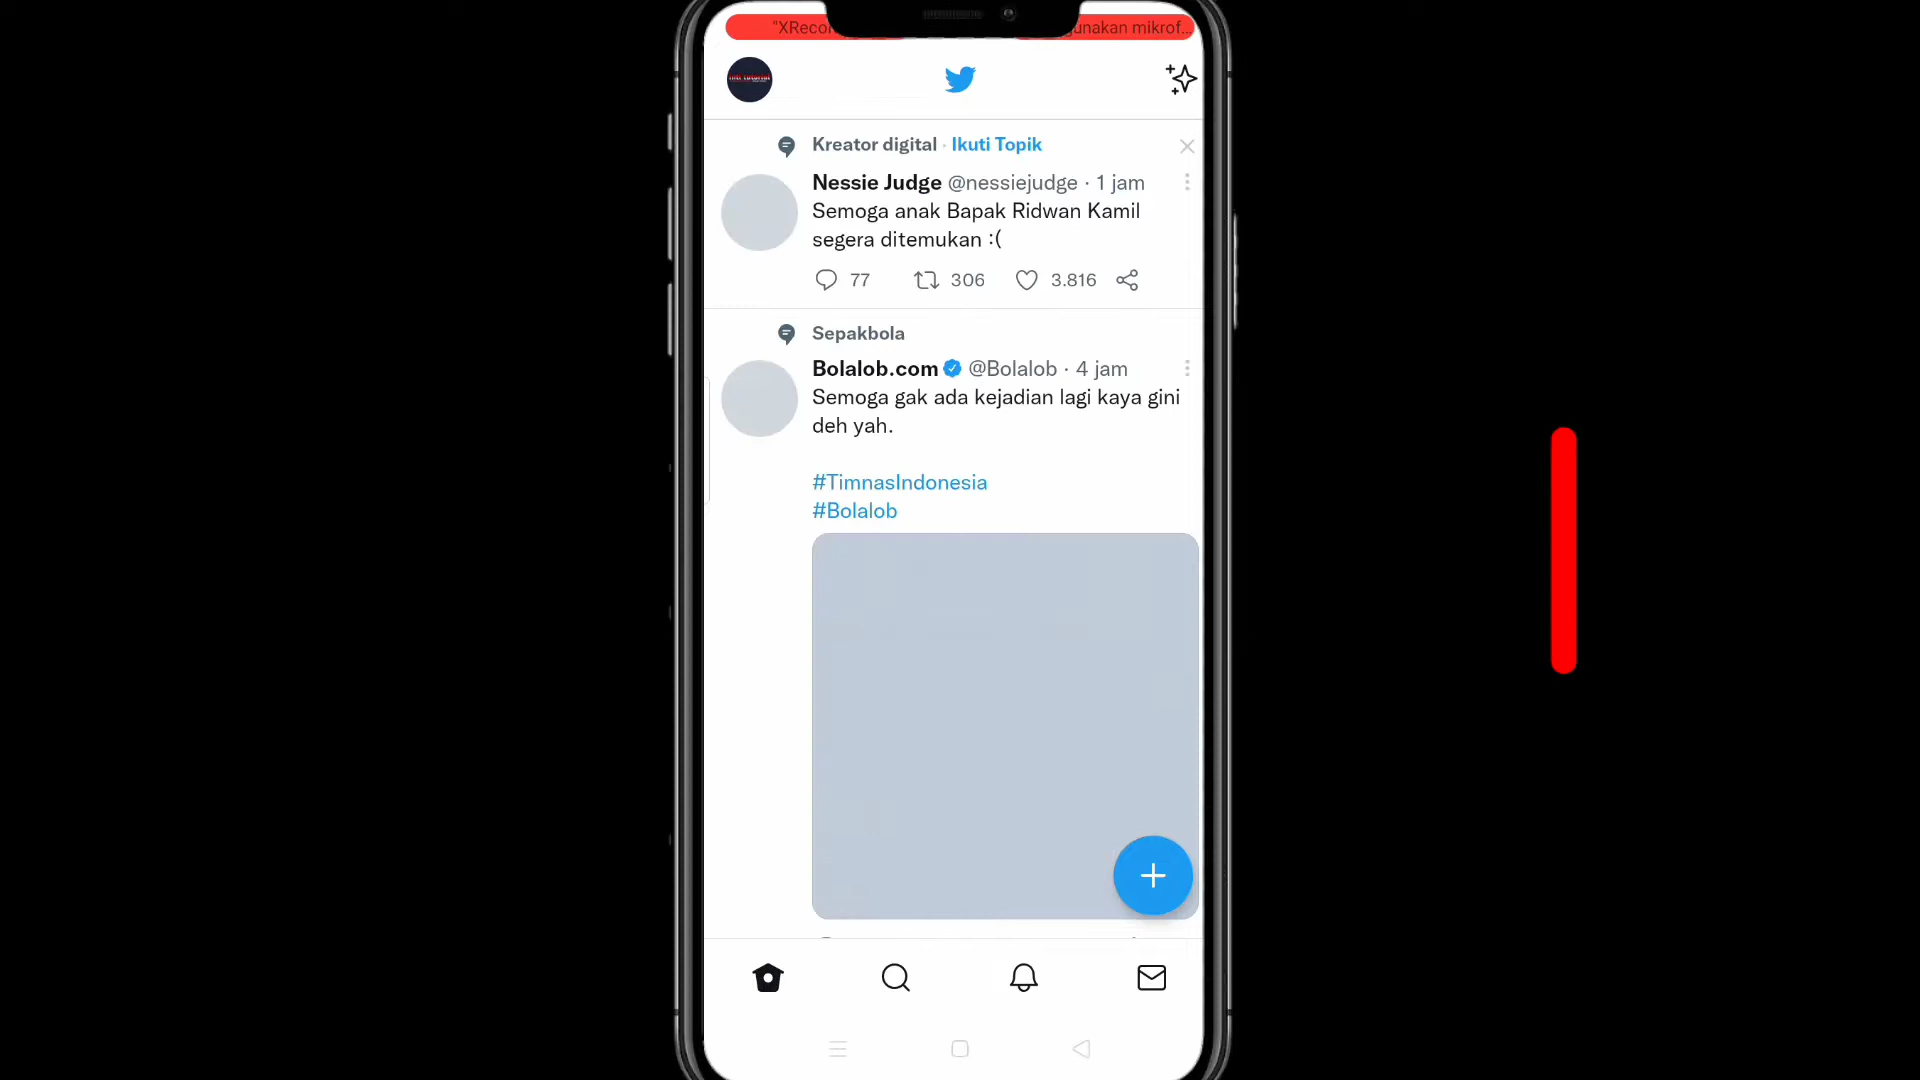 "XRecor
gunakan mikrof...
Kreator digital · Ikuti Topik
Nessie Judge @nessiejudge · 1 jam
Semoga anak Bapak Ridwan Kamil
segera ditemukan :(
77 306 3.816
Sepakbola
Bolalob.com @Bolalob · 4 jam
Semoga gak ada kejadian lagi kaya gini
deh yah.
#TimnasIndonesia
#Bolalob